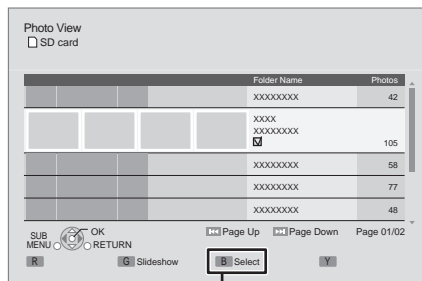 Photo View
SD card
Folder Name Photos
XXXXXXXX 42
XXXX
XXXXXXXX
105
XXXXXXXX 58
XXXXXXXX 77
XXXXXXXX 48
OK
SUB MENU RETURN
Page Up Page Down Page 01/02
R G Slideshow B Select Y